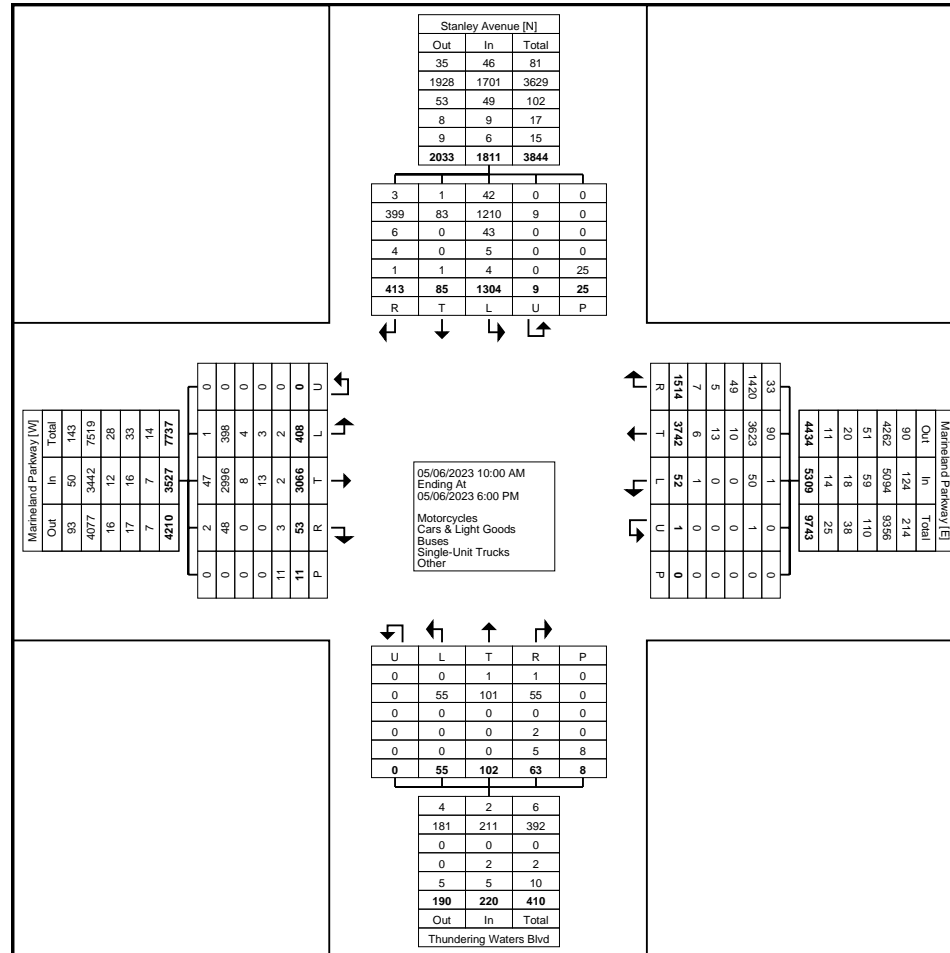 Stanley Avenue [N]
Out In Total
35 46 81
1928 1701 3629
53 49 102
8 9 17
9 6 15
2033 1811 3844
3 1 42 0 0
399 83 1210 9 0
6 0 43 0 0
4 0 5 0 0
1 1 4 0 25
413 85 1304 9 25
R T L U P
Marineland Parkway [W]
Total 143 7519 28 33 14 7737
In 50 3442 12 16 7 3527
Out 93 4077 16 17 7 4210
0 0 0 0 0 0 U
1 398 4 3 2 408 L
47 2996 8 13 2 3066 T
2 48 0 0 3 53 R
0 0 0 0 11 11 P
05/06/2023 10:00 AM
Ending At
05/06/2023 6:00 PM
Motorcycles
Cars & Light Goods
Buses
Single-Unit Trucks
Other
R 1514 7 5 49 1420 33
T 3742 6 13 10 3623 90
L 52 1 0 0 50 1
U 1 0 0 0 1 0
P 0 0 0 0 0 0
4434 11 20 51 4262 90 Out
5309 14 18 59 5094 124 In
9743 25 38 110 9356 214 Total
Marineland Parkway [E]
U L T R P
0 0 1 1 0
0 55 101 55 0
0 0 0 0 0
0 0 0 2 0
0 0 0 5 8
0 55 102 63 8
4 2 6
181 211 392
0 0 0
0 2 2
5 5 10
190 220 410
Out In Total
Thundering Waters Blvd